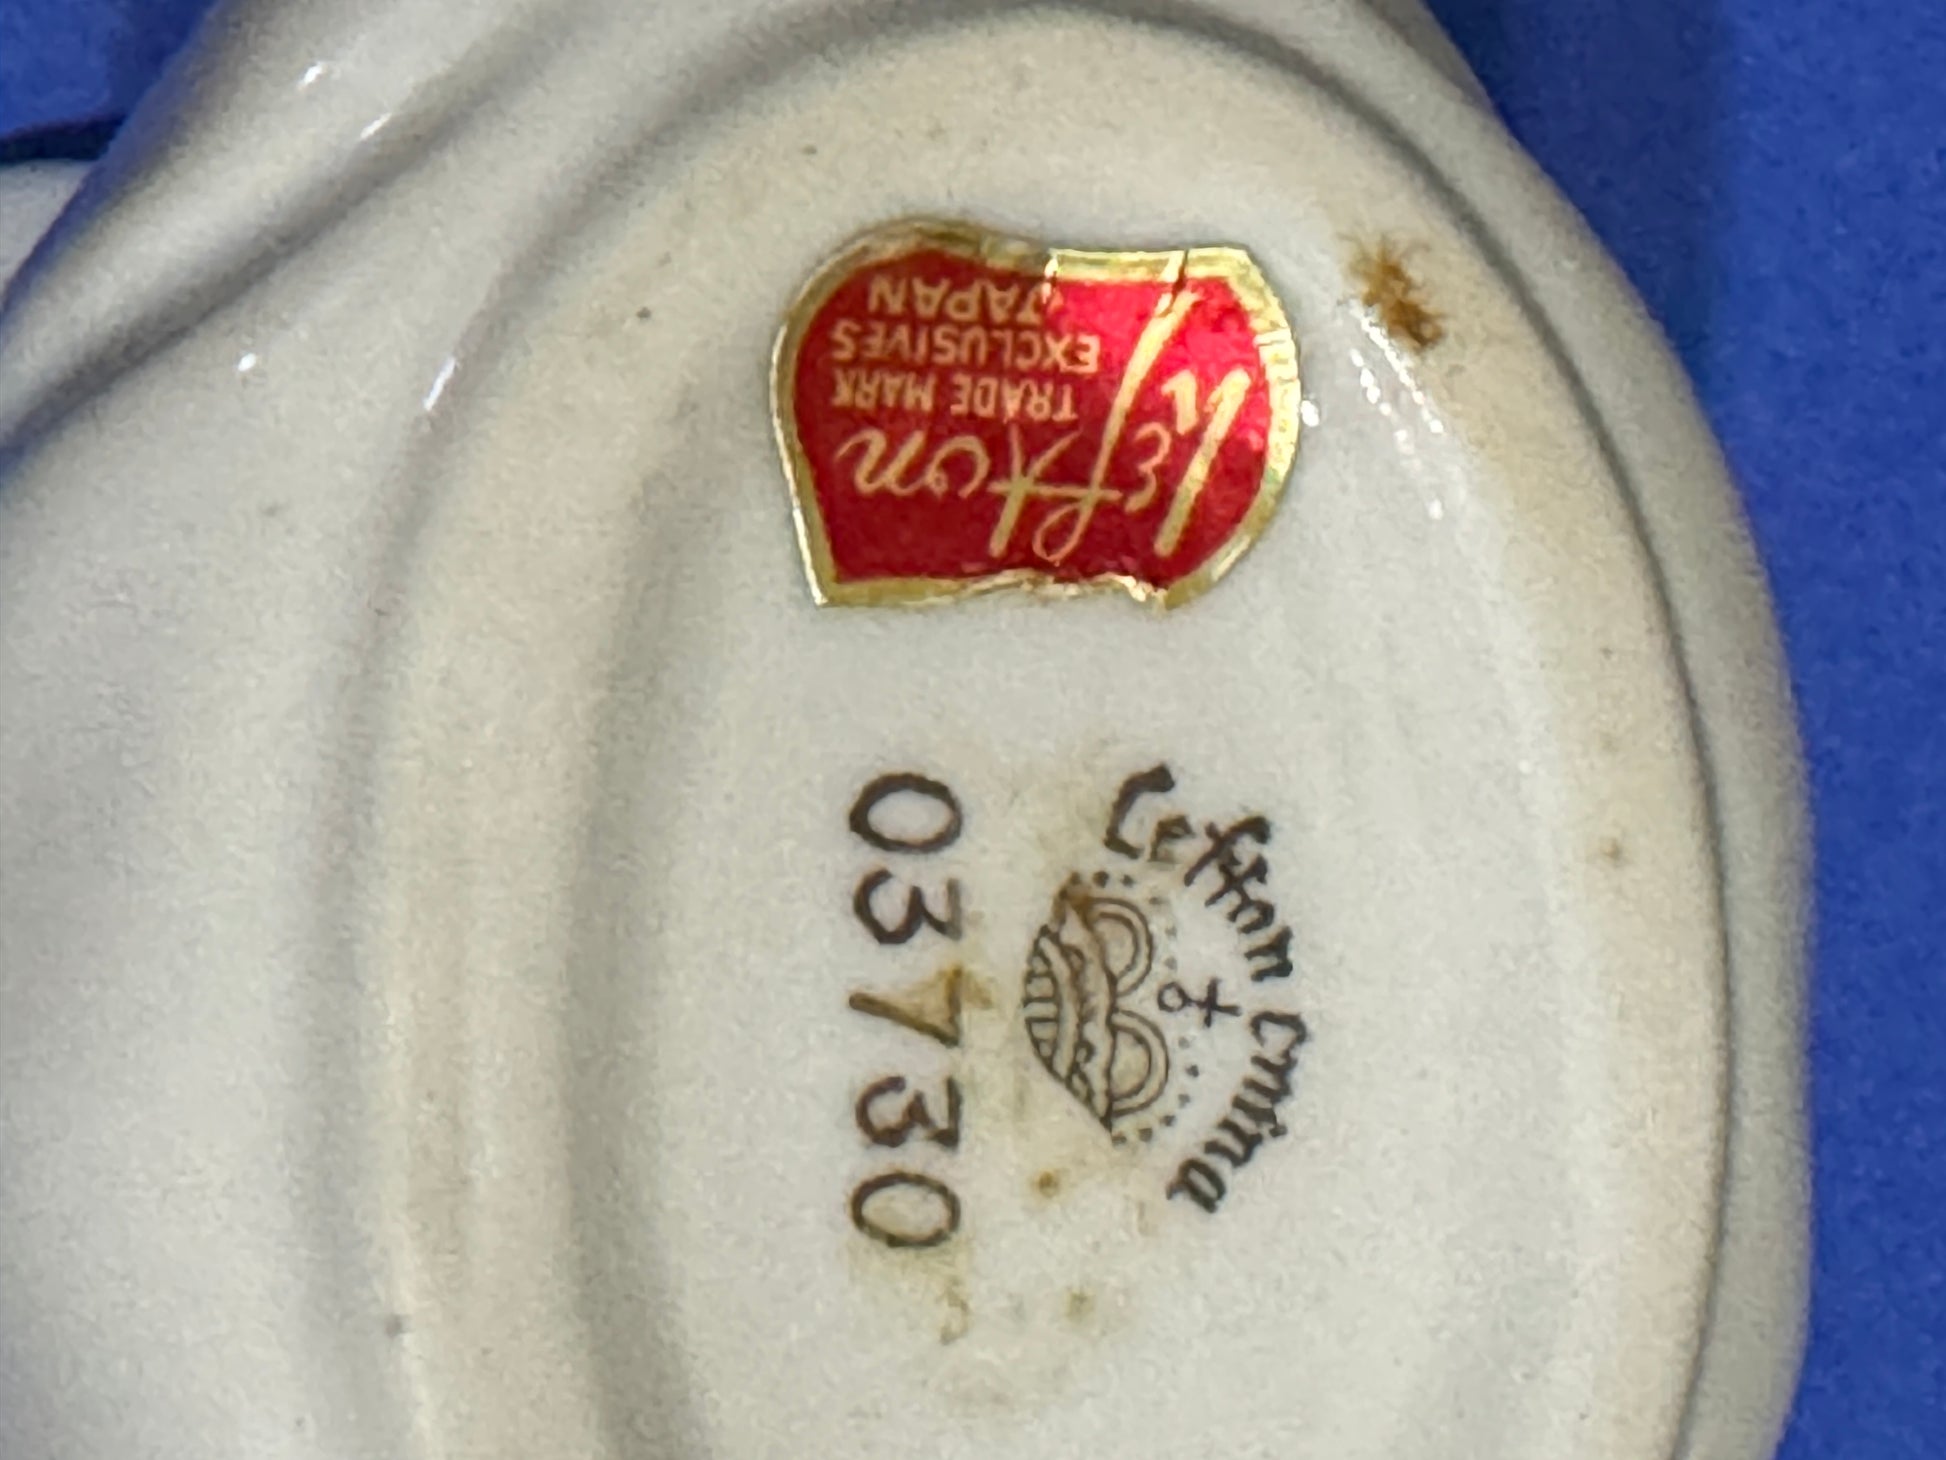 Lefton
TRADE MARK
EXCLUSIVES
JAPAN
Lefton China
03730